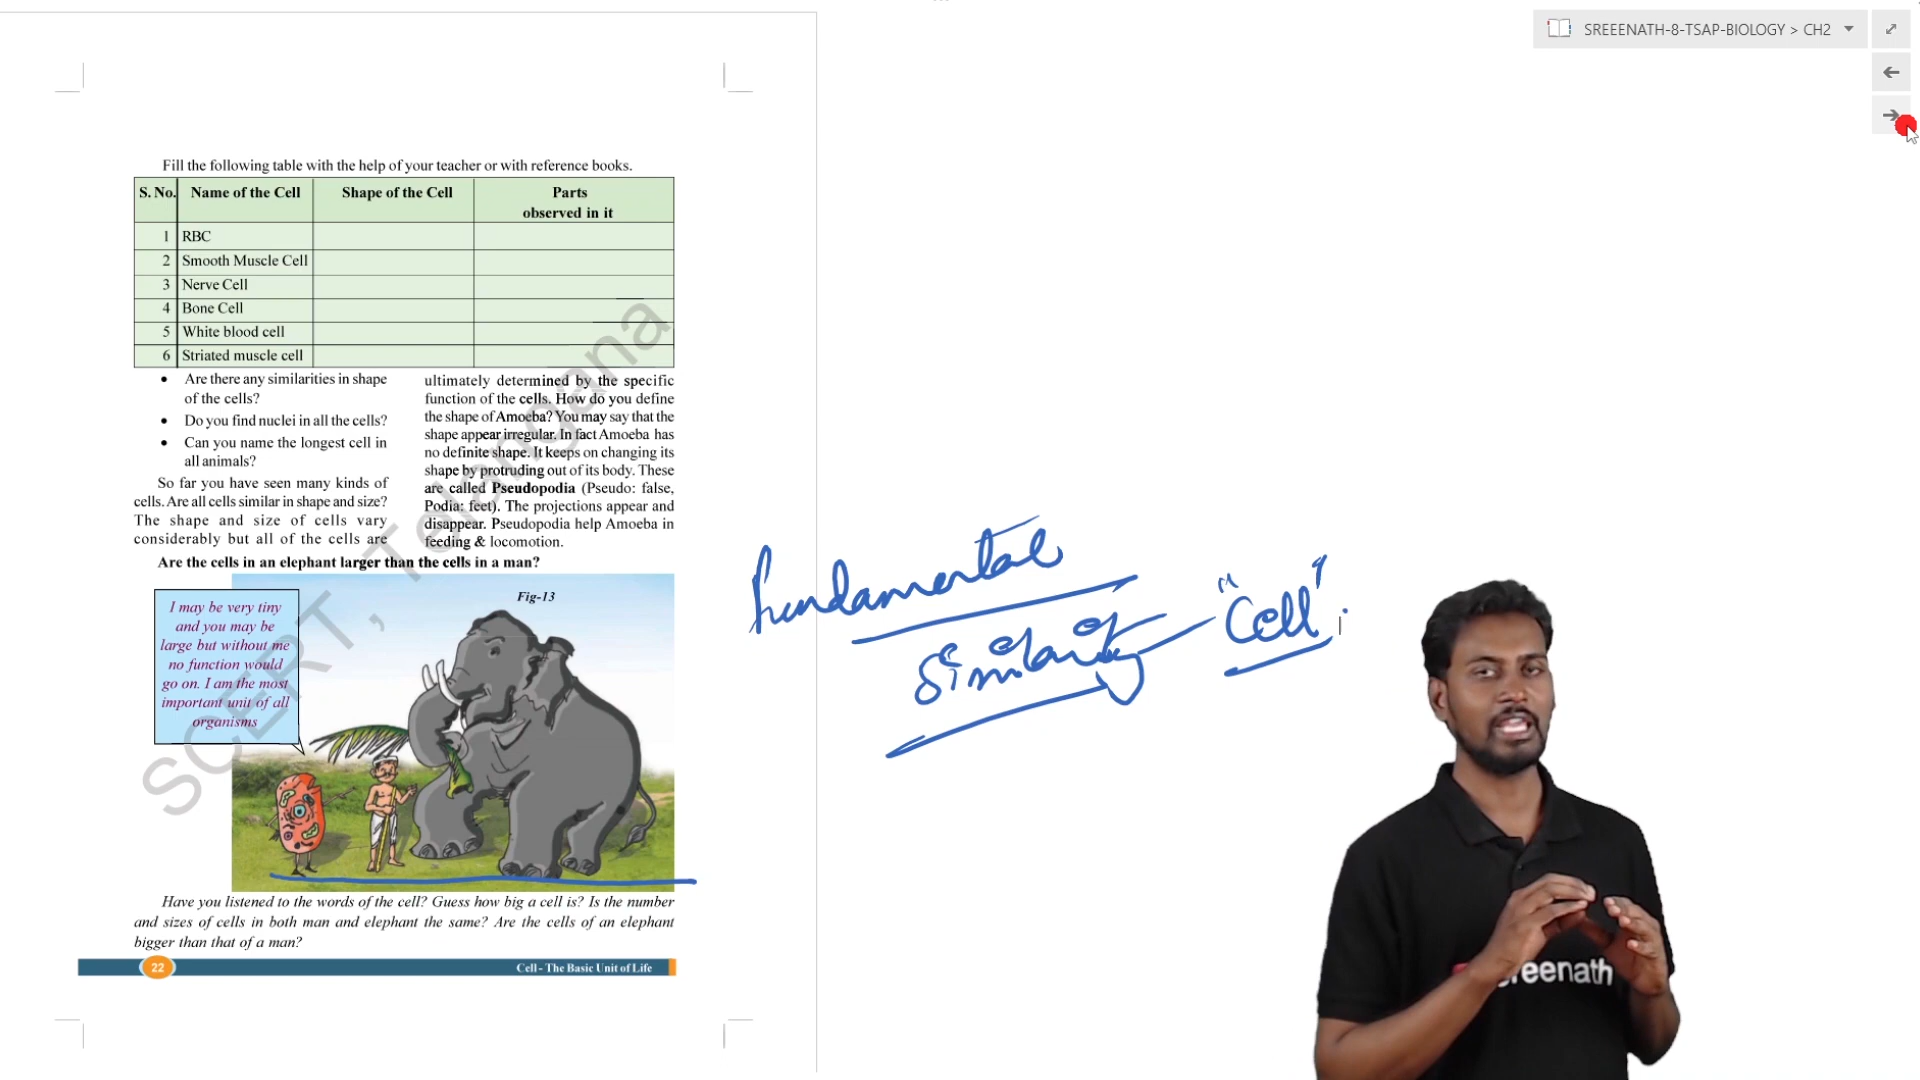 SREEENATH-8-TSAP-BIOLOGY > CH2
Fill the following table with the help of your teacher or with reference books.
S. No. Name of the Cell Shape of the Cell Parts
observed in it
1 RBC
2 Smooth Muscle Cell
3 Nerve Cell
4 Bone Cell
5 White blood cell
6 Striated muscle cell
• Are there any similarities in shape
of the cells?
• Do you find nuclei in all the cells?
• Can you name the longest cell in
all animals?
So far you have seen many kinds of
cells. Are all cells similar in shape and size?
The shape and size of cells vary
considerably but all of the cells are
ultimately determined by the specific
function of the cells. How do you define
the shape of Amoeba? You may say that the
shape appear irregular. In fact Amoeba has
no definite shape. It keeps on changing its
shape by protruding out of its body. These
are called Pseudopodia (Pseudo: false,
Podia: feet). The projections appear and
disappear. Pseudopodia help Amoeba in
feeding & locomotion.
Are the cells in an elephant larger than the cells in a man?
Fig-13
I may be very tiny
and you may be
large but without me
no function would
go on. I am the most
important unit of all
organisms
Have you listened to the words of the cell? Guess how big a cell is? Is the number
and sizes of cells in both man and elephant the same? Are the cells of an elephant
bigger than that of a man?
22 Cell - The Basic Unit of Life
SCERT, Telangana
fundamental
similarity "Cell"
reenath